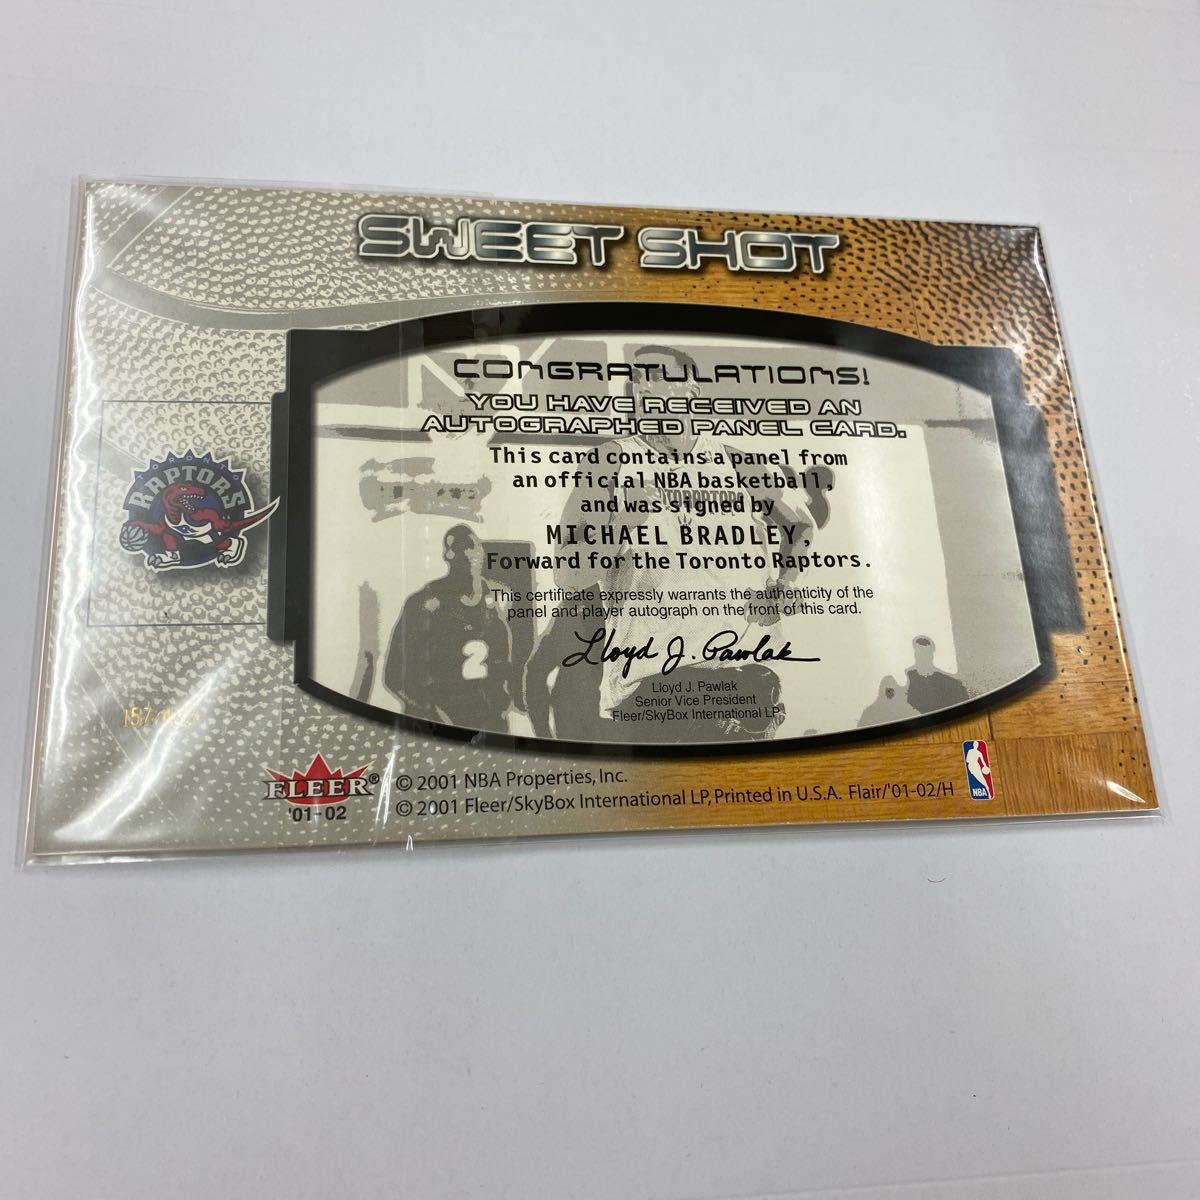 SWEET SHOT
CONGRATULATIONS!
YOU HAVE RECEIVED AN
AUTOGRAPHED PANEL CARD.
This card contains a panel from
an official NBA basketball,
and was signed by
MICHAEL BRADLEY,
Forward for the Toronto Raptors.
This certificate expressly warrants the authenticity of the
panel and player autograph on the front of this card.
Lloyd J. Pawlak
Lloyd J. Pawlak
Senior Vice President
Fleer/SkyBox International LP
TORONTO
RAPTORS
2
FLEER®
'01-02
© 2001 NBA Properties, Inc.
© 2001 Fleer/SkyBox International LP, Printed in U.S.A. Flair/'01-02/H
NBA